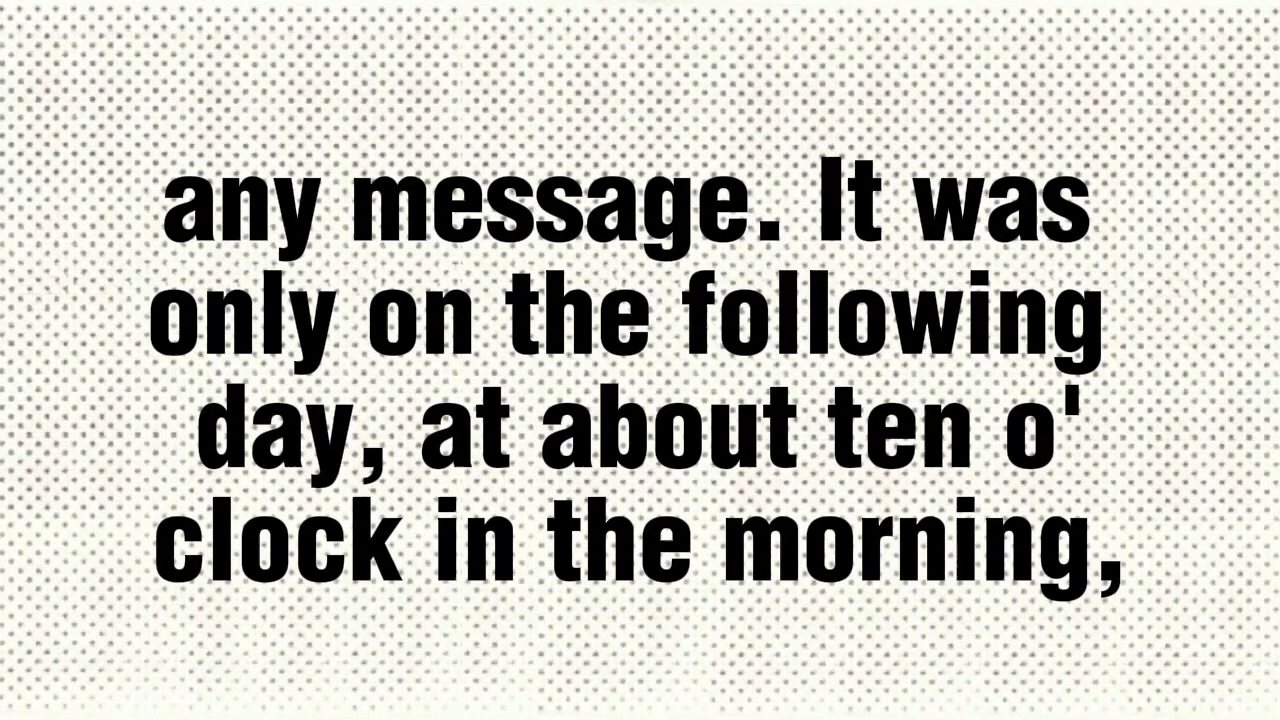 any message. It was
only on the following
day, at about ten o'
clock in the morning,